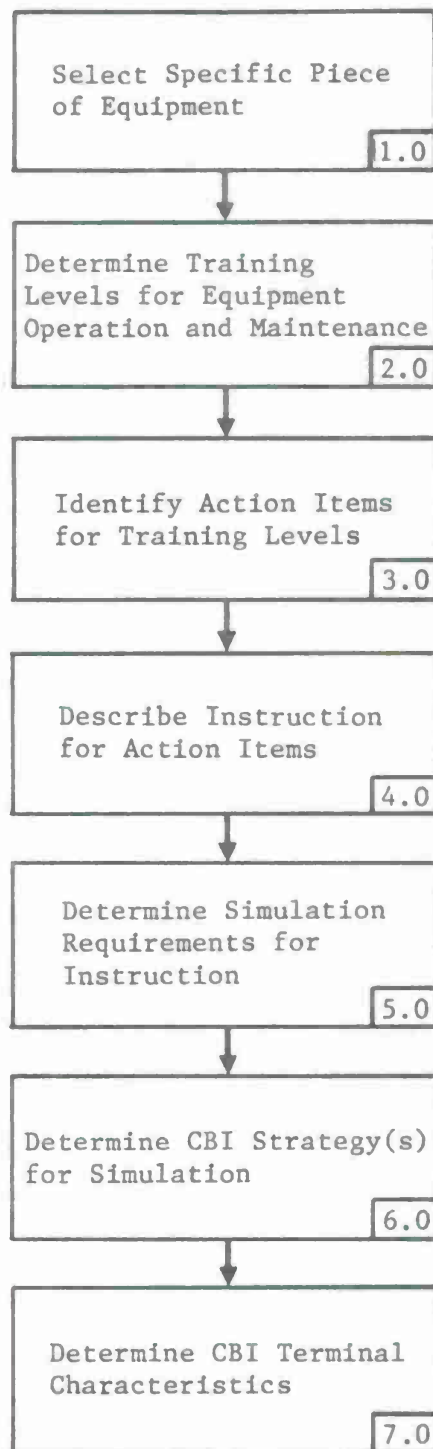 Select Specific Piece
of Equipment
1.0
Determine Training
Levels for Equipment
Operation and Maintenance
2.0
Identify Action Items
for Training Levels
3.0
Describe Instruction
for Action Items
4.0
Determine Simulation
Requirements for
Instruction
5.0
Determine CBI Strategy(s)
for Simulation
6.0
Determine CBI Terminal
Characteristics
7.0